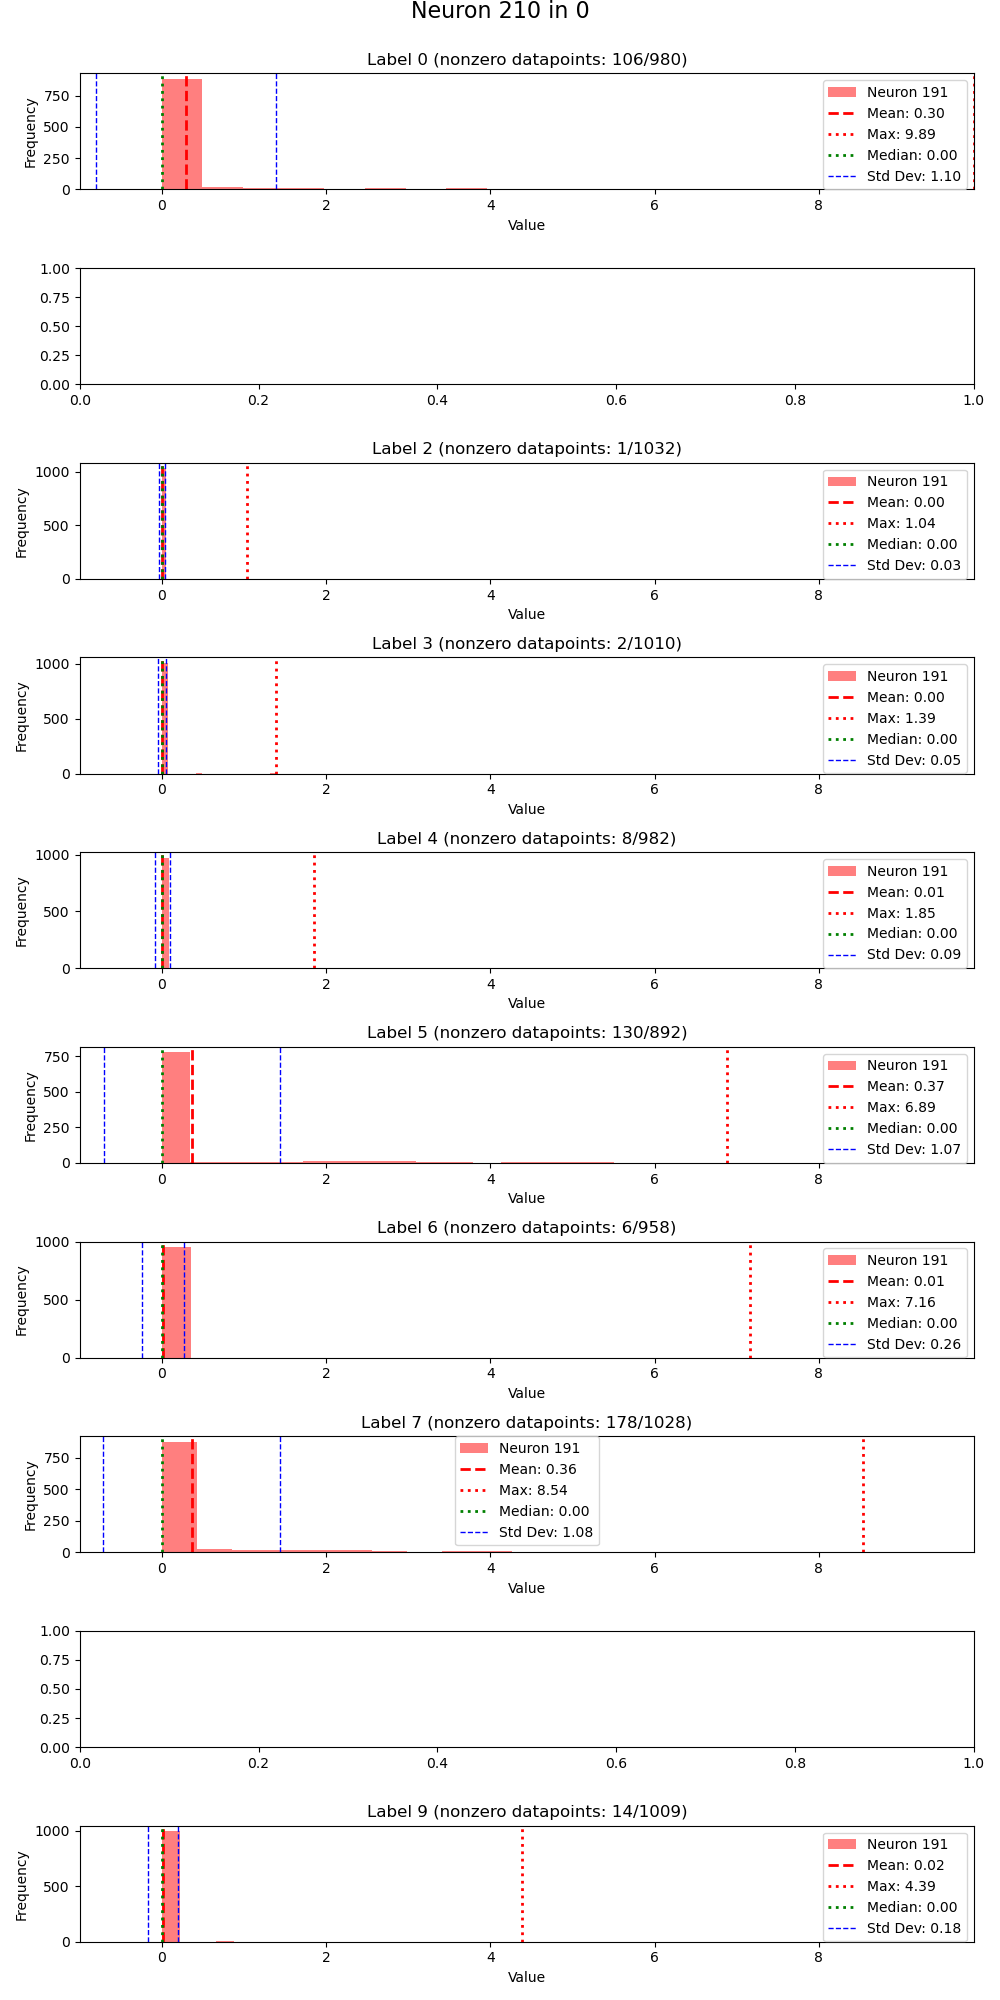 Neuron 210 in 0
Label 0 (nonzero datapoints: 106/980)
750
500
250
0
Frequency
0 2 4 6 8
Value
Neuron 191
Mean: 0.30
Max: 9.89
Median: 0.00
Std Dev: 1.10
1.00
0.75
0.50
0.25
0.00
0.0 0.2 0.4 0.6 0.8 1.0
Label 2 (nonzero datapoints: 1/1032)
1000
500
0
Frequency
0 2 4 6 8
Value
Neuron 191
Mean: 0.00
Max: 1.04
Median: 0.00
Std Dev: 0.03
Label 3 (nonzero datapoints: 2/1010)
1000
500
0
Frequency
0 2 4 6 8
Value
Neuron 191
Mean: 0.00
Max: 1.39
Median: 0.00
Std Dev: 0.05
Label 4 (nonzero datapoints: 8/982)
1000
500
0
Frequency
0 2 4 6 8
Value
Neuron 191
Mean: 0.01
Max: 1.85
Median: 0.00
Std Dev: 0.09
Label 5 (nonzero datapoints: 130/892)
750
500
250
0
Frequency
0 2 4 6 8
Value
Neuron 191
Mean: 0.37
Max: 6.89
Median: 0.00
Std Dev: 1.07
Label 6 (nonzero datapoints: 6/958)
1000
500
0
Frequency
0 2 4 6 8
Value
Neuron 191
Mean: 0.01
Max: 7.16
Median: 0.00
Std Dev: 0.26
Label 7 (nonzero datapoints: 178/1028)
750
500
250
0
Frequency
0 2 4 6 8
Value
Neuron 191
Mean: 0.36
Max: 8.54
Median: 0.00
Std Dev: 1.08
1.00
0.75
0.50
0.25
0.00
0.0 0.2 0.4 0.6 0.8 1.0
Label 9 (nonzero datapoints: 14/1009)
1000
500
0
Frequency
0 2 4 6 8
Value
Neuron 191
Mean: 0.02
Max: 4.39
Median: 0.00
Std Dev: 0.18